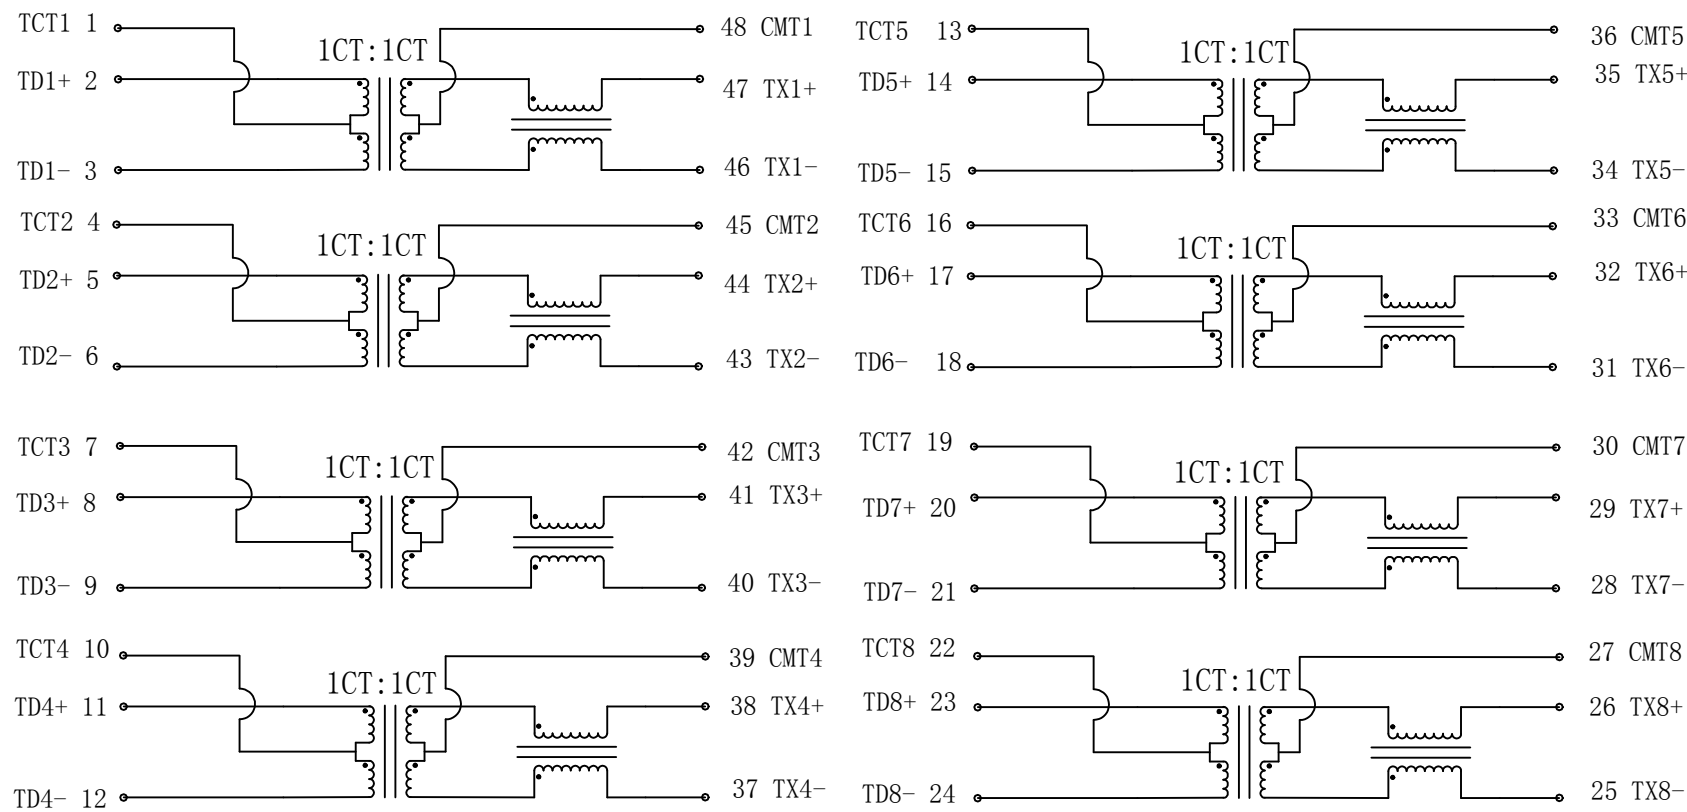 TCT1 1
1CT:1CT
48 CMT1
TD1+ 2
47 TX1+
TD1- 3
46 TX1-
TCT2 4
1CT:1CT
45 CMT2
TD2+ 5
44 TX2+
TD2- 6
43 TX2-
TCT3 7
1CT:1CT
42 CMT3
TD3+ 8
41 TX3+
TD3- 9
40 TX3-
TCT4 10
1CT:1CT
39 CMT4
TD4+ 11
38 TX4+
TD4- 12
37 TX4-
TCT5 13
1CT:1CT
36 CMT5
TD5+ 14
35 TX5+
TD5- 15
34 TX5-
TCT6 16
1CT:1CT
33 CMT6
TD6+ 17
32 TX6+
TD6- 18
31 TX6-
TCT7 19
1CT:1CT
30 CMT7
TD7+ 20
29 TX7+
TD7- 21
28 TX7-
TCT8 22
1CT:1CT
27 CMT8
TD8+ 23
26 TX8+
TD8- 24
25 TX8-